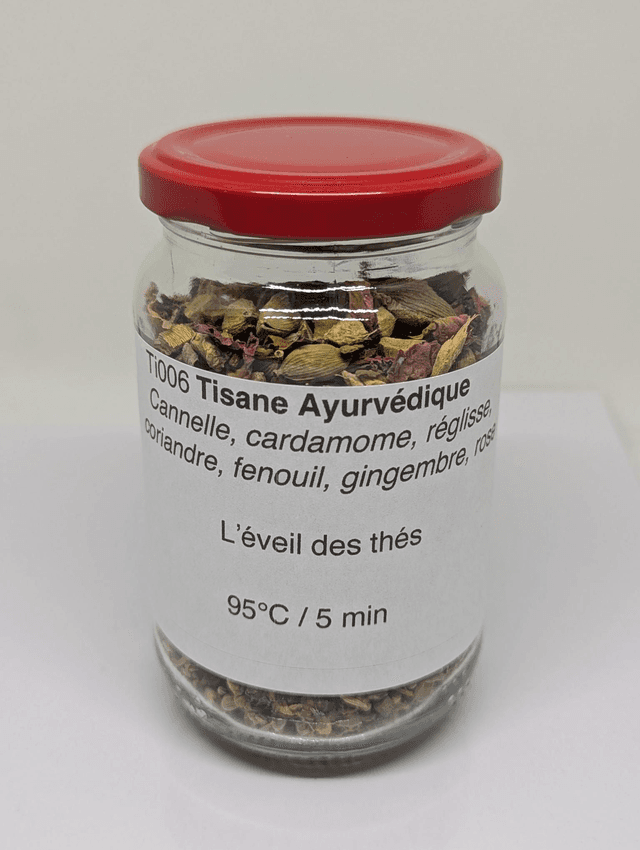 Ti006 Tisane Ayurvédique
Cannelle, cardamome, réglisse,
coriandre, fenouil, gingembre, rose
L'éveil des thés
95°C / 5 min